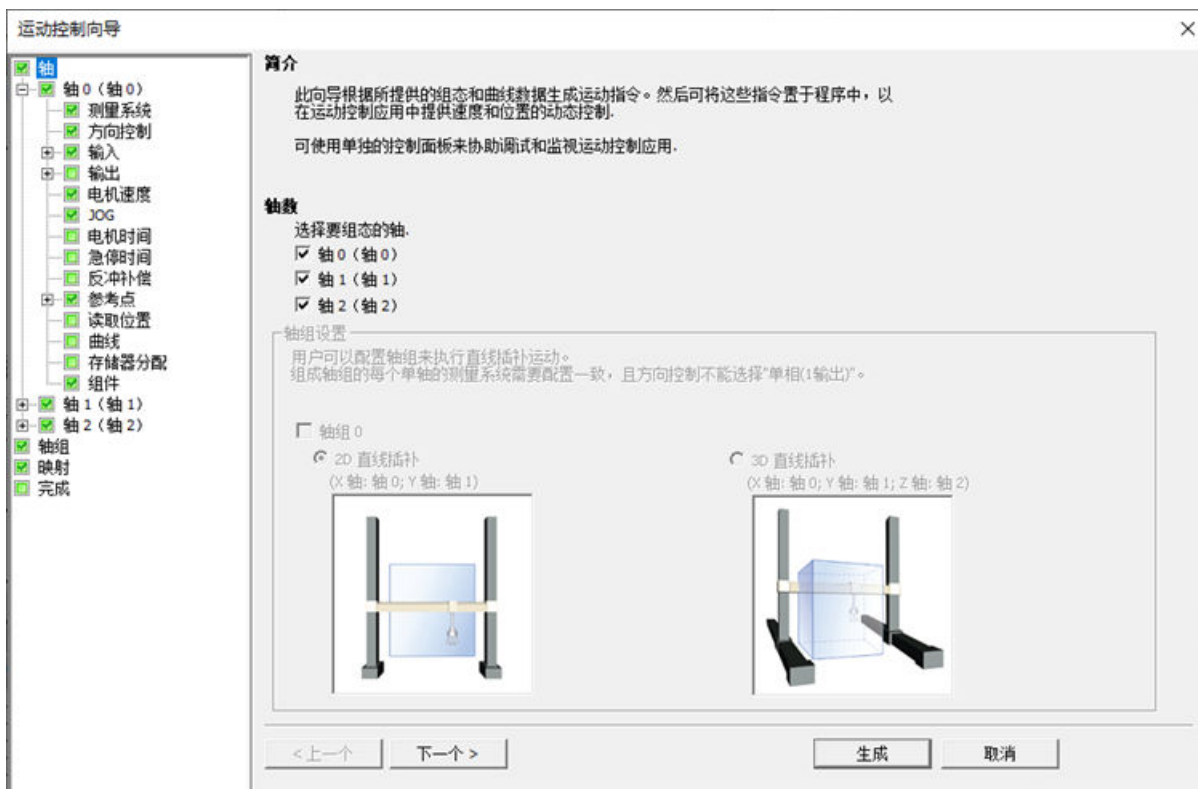 运动控制向导
轴
轴 0 (轴 0)
测量系统
方向控制
输入
输出
电机速度
JOG
电机时间
急停时间
反冲补偿
参考点
读取位置
曲线
存储器分配
组件
轴 1 (轴 1)
轴 2 (轴 2)
轴组
映射
完成
简介
此向导根据所提供的组态和曲线数据生成运动指令。然后可将这些指令置于程序中，以
在运动控制应用中提供速度和位置的动态控制.
可使用单独的控制面板来协助调试和监视运动控制应用.
轴数
选择要组态的轴.
轴 0 (轴 0)
轴 1 (轴 1)
轴 2 (轴 2)
轴组设置
用户可以配置轴组来执行直线插补运动。
组成轴组的每个单轴的测量系统需要配置一致，且方向控制不能选择"单相(1输出)"。
轴组 0
2D 直线插补
(X 轴: 轴 0; Y 轴: 轴 1)
3D 直线插补
(X 轴: 轴 0; Y 轴: 轴 1; Z 轴: 轴 2)
<上一个
下一个 >
生成
取消